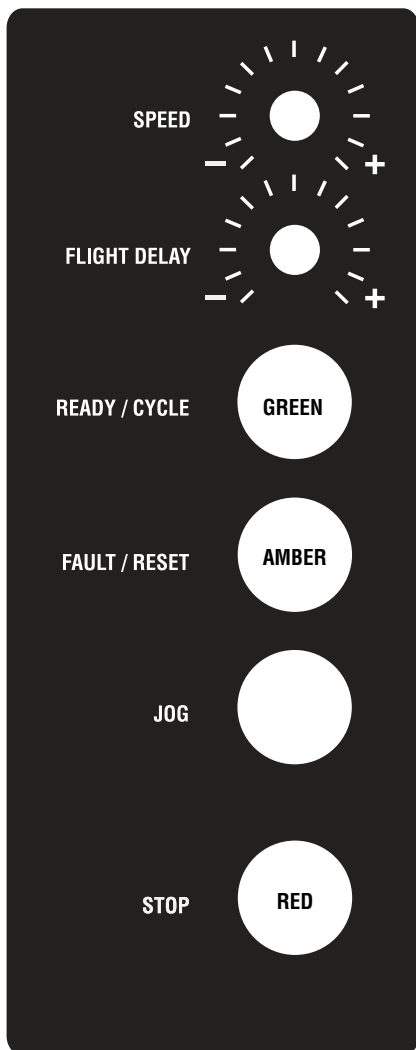 SPEED
− +
FLIGHT DELAY
− +
READY / CYCLE GREEN
FAULT / RESET AMBER
JOG
STOP RED